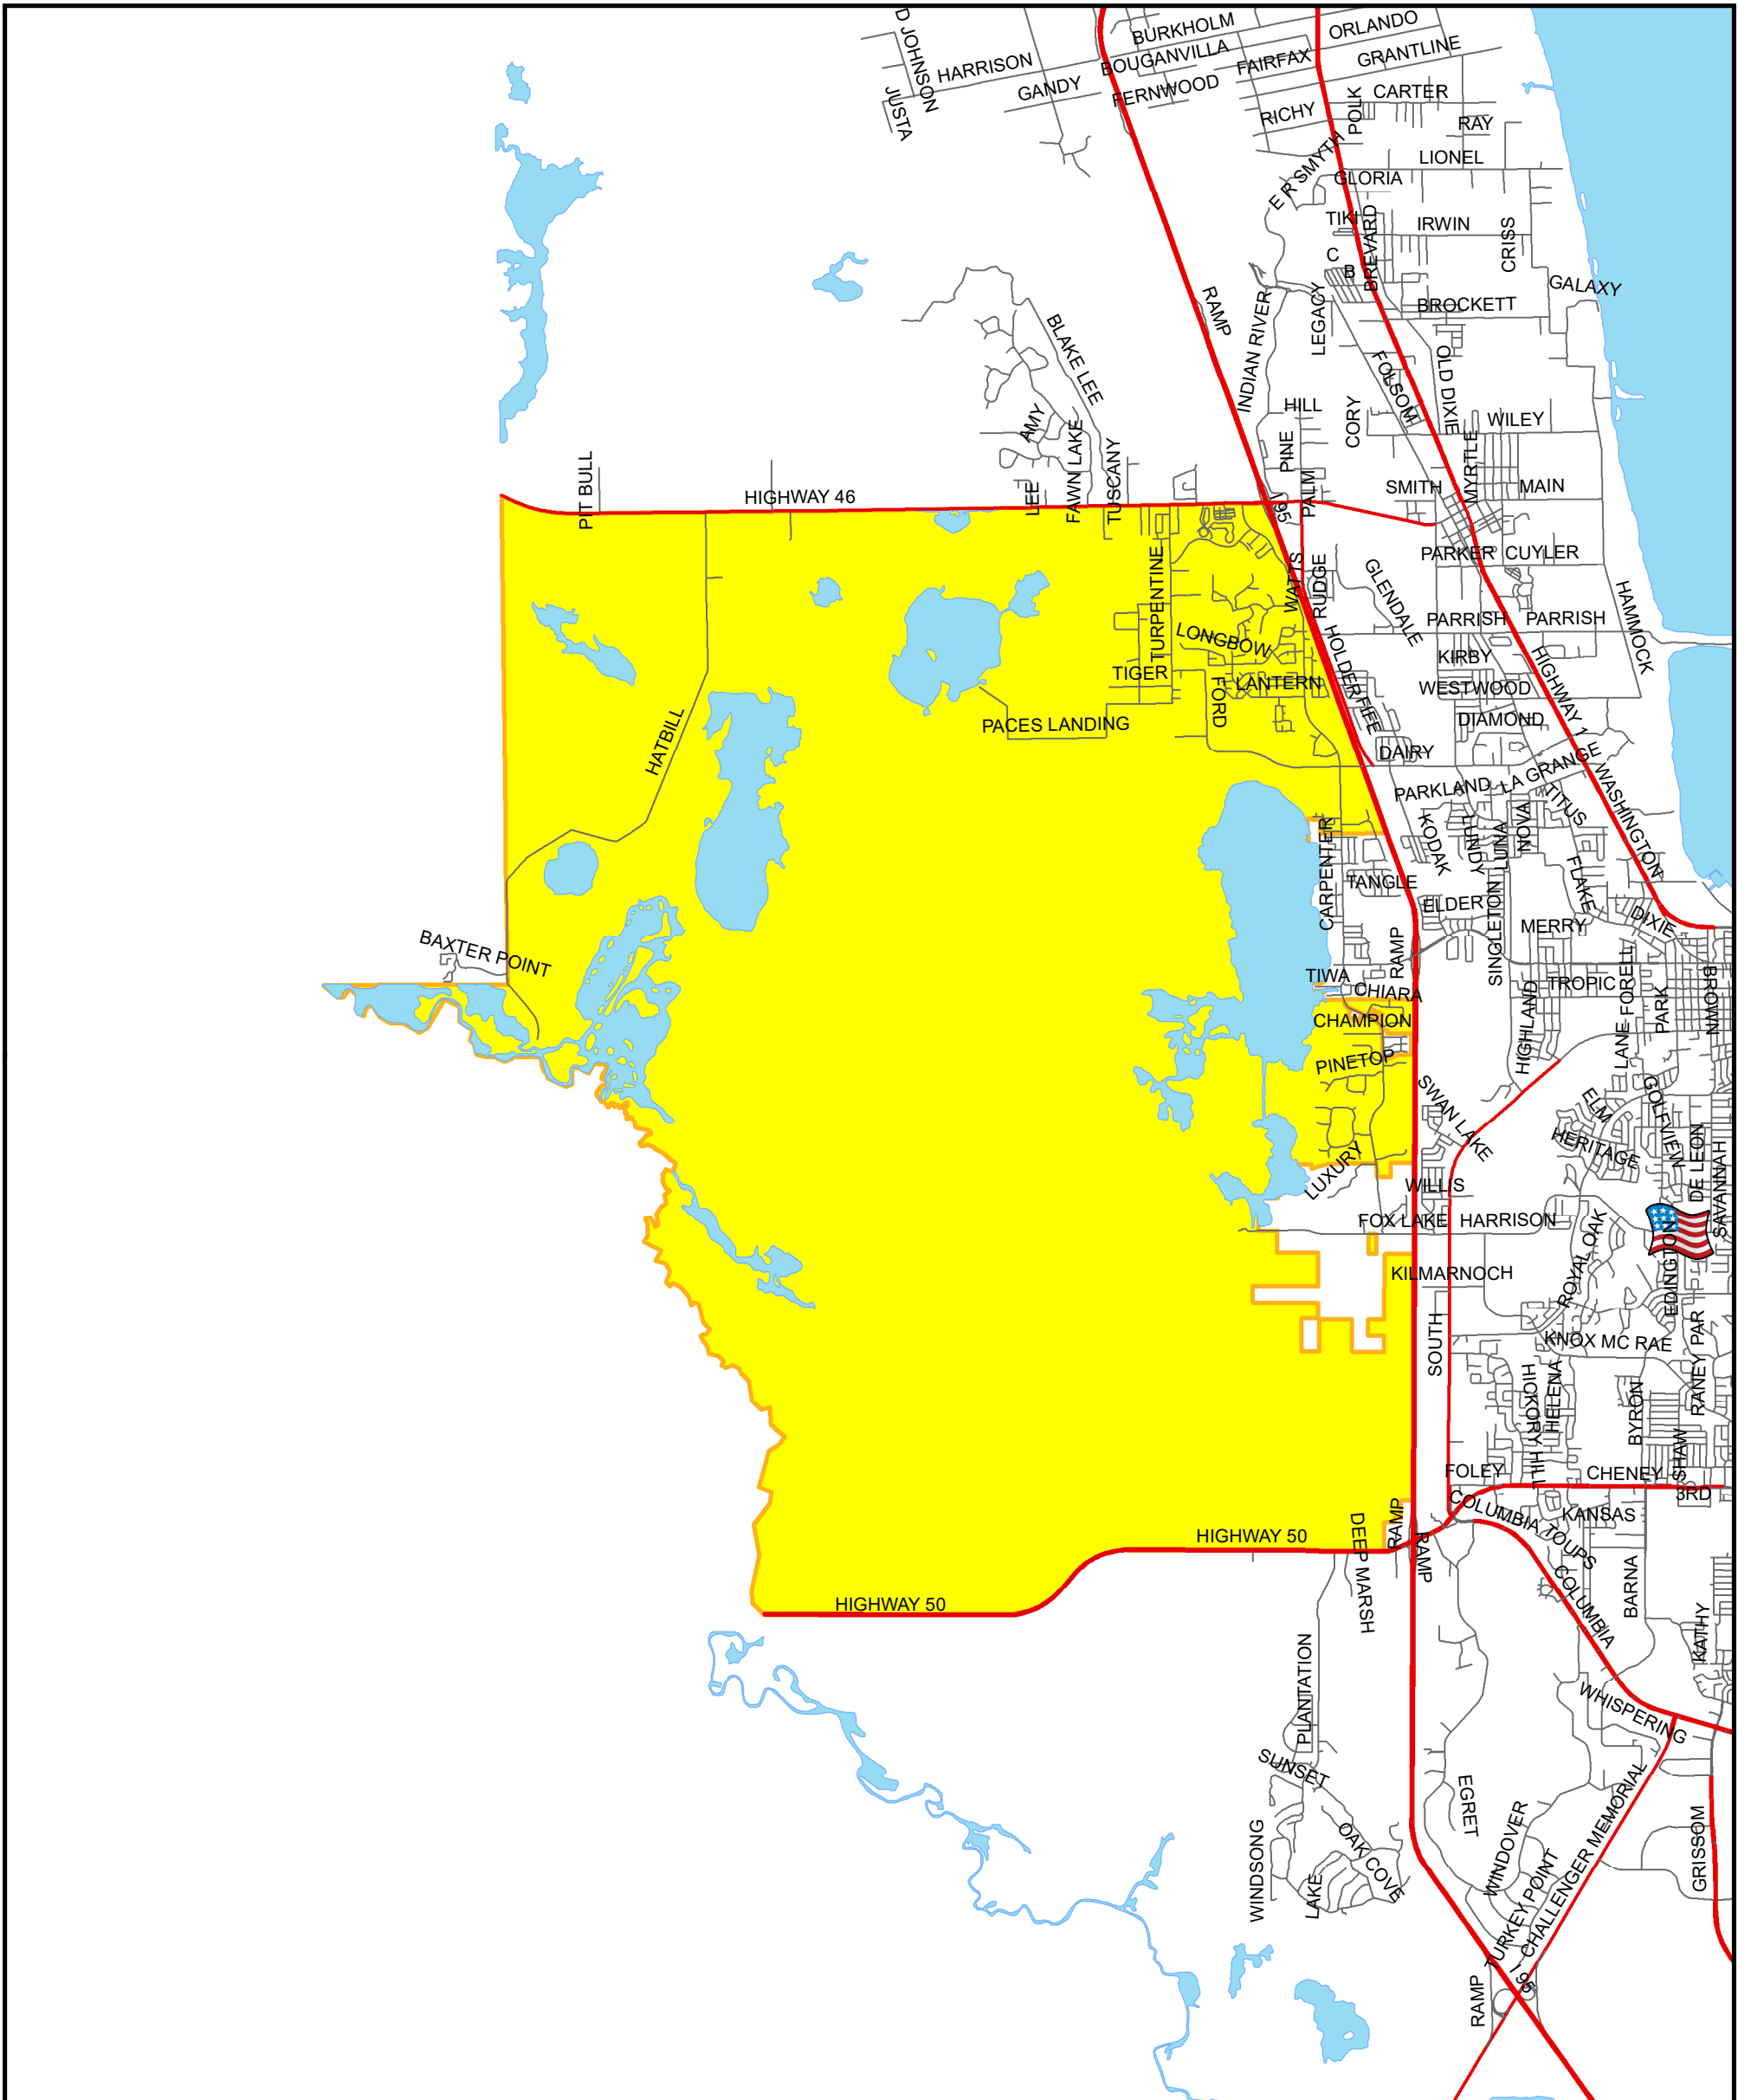 D JOHNSON
HARRISON
JUSTA
GANDY
BURKHOLM
BOUGANVILLA
FERNWOOD
FAIRFAX
ORLANDO
GRANTLINE
RICHY
POLK
CARTER
RAY
LIONEL
E R SMYTH
GLORIA
TIKI
BREVARD
IRWIN
CRISS
C
B
GALAXY
BROCKETT
RAMP
INDIAN RIVER
LEGACY
BLAKE LEE
FOLSOM
OLD DIXIE
AMY
FAWN LAKE
TUSCANY
LEE
HILL
PINE
CORY
WILEY
MYRTLE
PIT BULL
HIGHWAY 46
I 95
PALM
SMITH
MAIN
PARKER
CUYLER
TURPENTINE
WATTS
RUDGE
GLENDALE
HAMMOCK
PARRISH
PARRISH
LONGBOW
HOLDER
FIFE
KIRBY
HIGHWAY 1
TIGER
FORD
LANTERN
WESTWOOD
PACES LANDING
DIAMOND
HATBILL
DAIRY
LA GRANGE
PARKLAND
TITUS
WASHINGTON
CARPENTER
KODAK
LUNDY
LUNA
NOVA
TANGLE
FLAKE
ELDER
SINGLETON
DIXIE
MERRY
BAXTER POINT
RAMP
TIWA
CHIARA
TROPIC
FORELL
BROWN
CHAMPION
HIGHLAND
LANE
PARK
PINETOP
SWAN LAKE
ELM
GOLFVIEW
HERITAGE
DE LEON
SAVANNAH
LUXURY
WILLIS
FOX LAKE
HARRISON
ROYAL OAK
EDINGTON
KILMARNOCH
SOUTH
KNOX MC RAE
RANEY
PAR
HICKORY HILL
HELENA
BYRON
SHAW
FOLEY
CHENEY
3RD
COLUMBIA
KANSAS
TOUPS
HIGHWAY 50
RAMP
RAMP
DEEP MARSH
COLUMBIA
BARNA
HIGHWAY 50
KATHY
PLANTATION
WHISPERING
SUNSET
EGRET
WINDSONG
OAK COVE
LAKE
WINDOVER
CHALLENGER MEMORIAL
GRISSOM
TURKEY POINT
I 95
RAMP